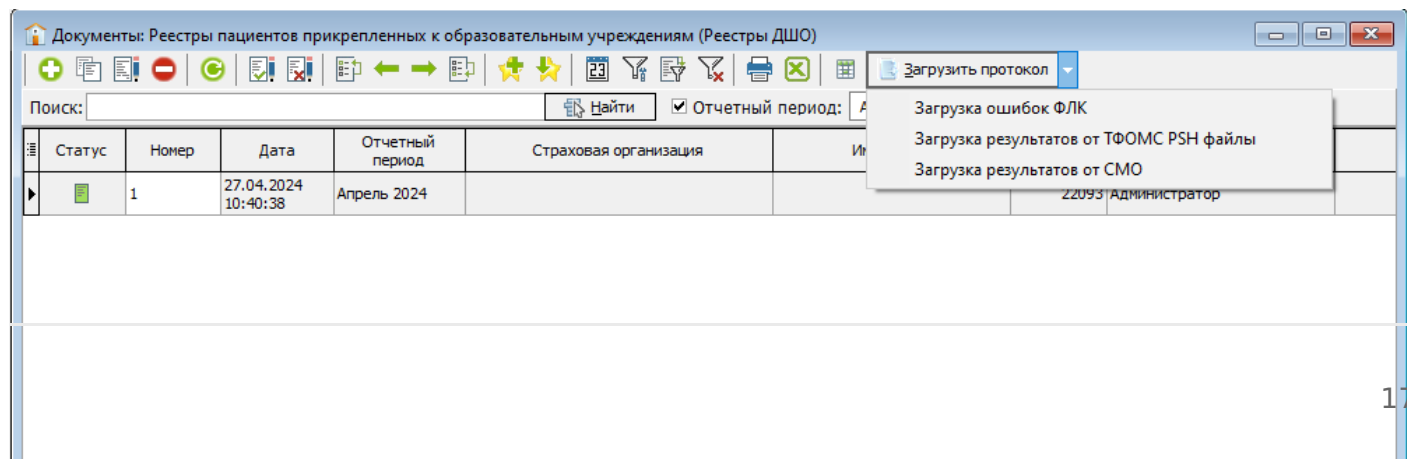 Документы: Реестры пациентов прикрепленных к образовательным учреждениям (Реестры ДШО)
23
Загрузить протокол
Поиск:
Найти
Отчетный период:
Загрузка ошибок ФЛК
Загрузка результатов от ТФОМС PSH файлы
Загрузка результатов от СМО
Статус Номер Дата Отчетный период Страховая организация
1 27.04.2024 10:40:38 Апрель 2024 22093 Администратор
17